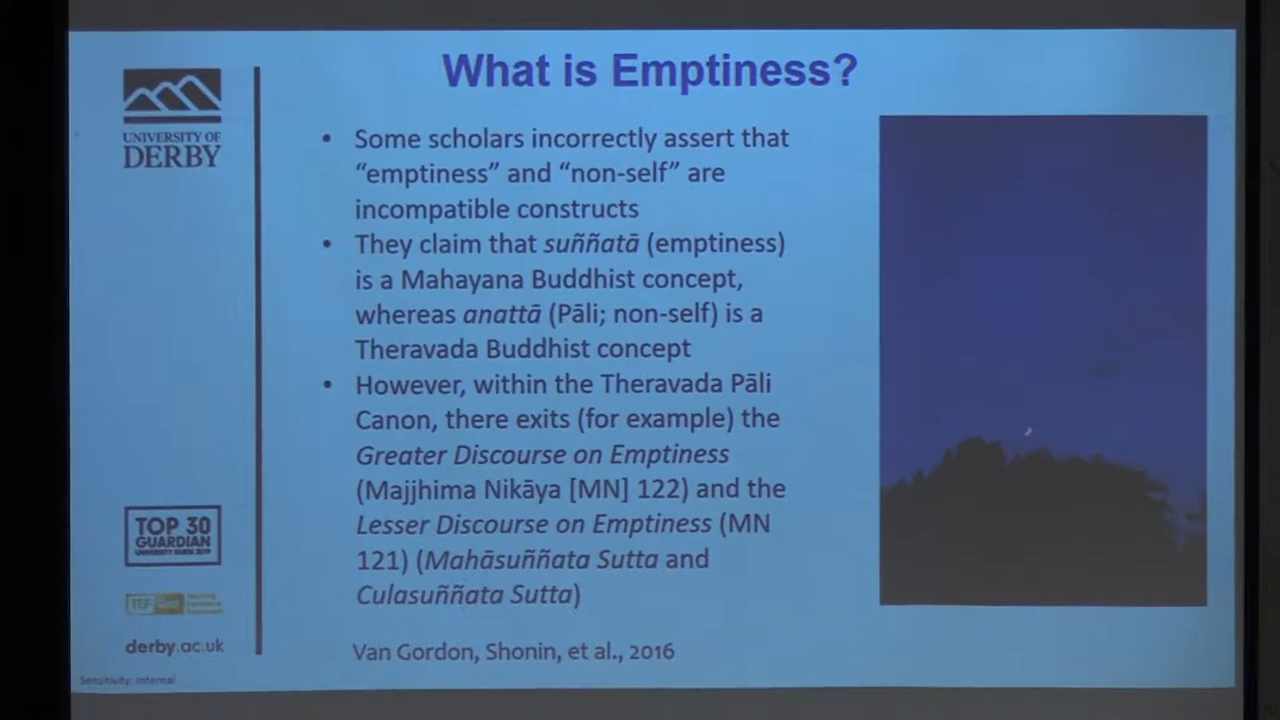 What is Emptiness?
UNIVERSITY OF
DERBY
• Some scholars incorrectly assert that
“emptiness” and “non-self” are
incompatible constructs
• They claim that suññatā (emptiness)
is a Mahayana Buddhist concept,
whereas anattā (Pāli; non-self) is a
Theravada Buddhist concept
• However, within the Theravada Pāli
Canon, there exits (for example) the
Greater Discourse on Emptiness
(Majjhima Nikāya [MN] 122) and the
Lesser Discourse on Emptiness (MN
121) (Mahāsuññata Sutta and
Culasuññata Sutta)
Van Gordon, Shonin, et al., 2016
TOP 30
GUARDIAN
UNIVERSITY GUIDE 2019
TEF
derby.ac.uk
Sensitivity: Internal